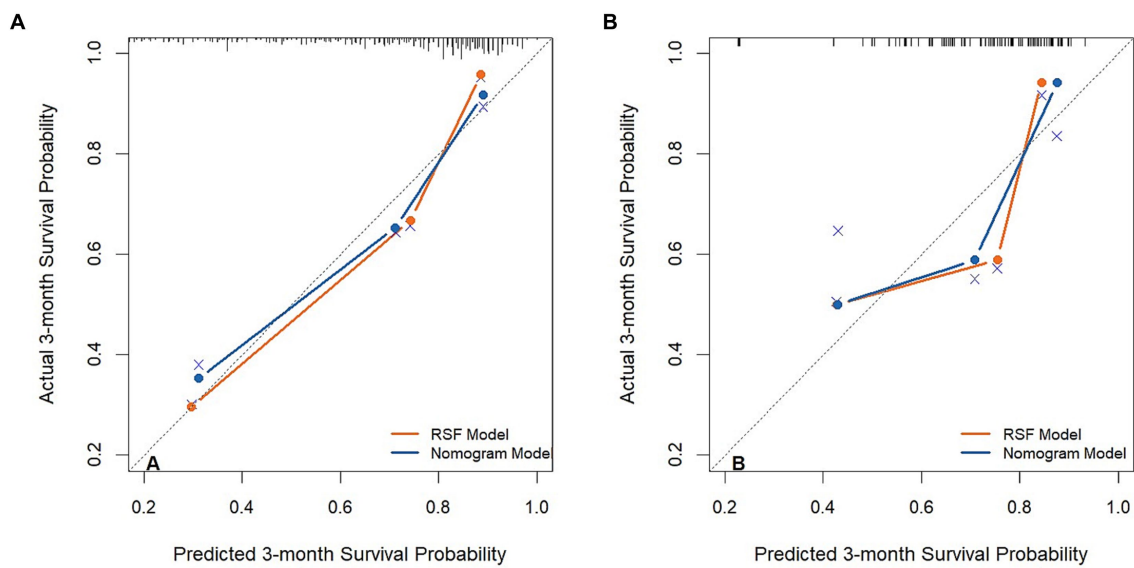 A
B
Actual 3-month Survival Probability
1.0
0.8
0.6
0.4
0.2
RSF Model
Nomogram Model
A
0.2 0.4 0.6 0.8 1.0
Predicted 3-month Survival Probability
Actual 3-month Survival Probability
1.0
0.8
0.6
0.4
0.2
RSF Model
Nomogram Model
B
0.2 0.4 0.6 0.8 1.0
Predicted 3-month Survival Probability